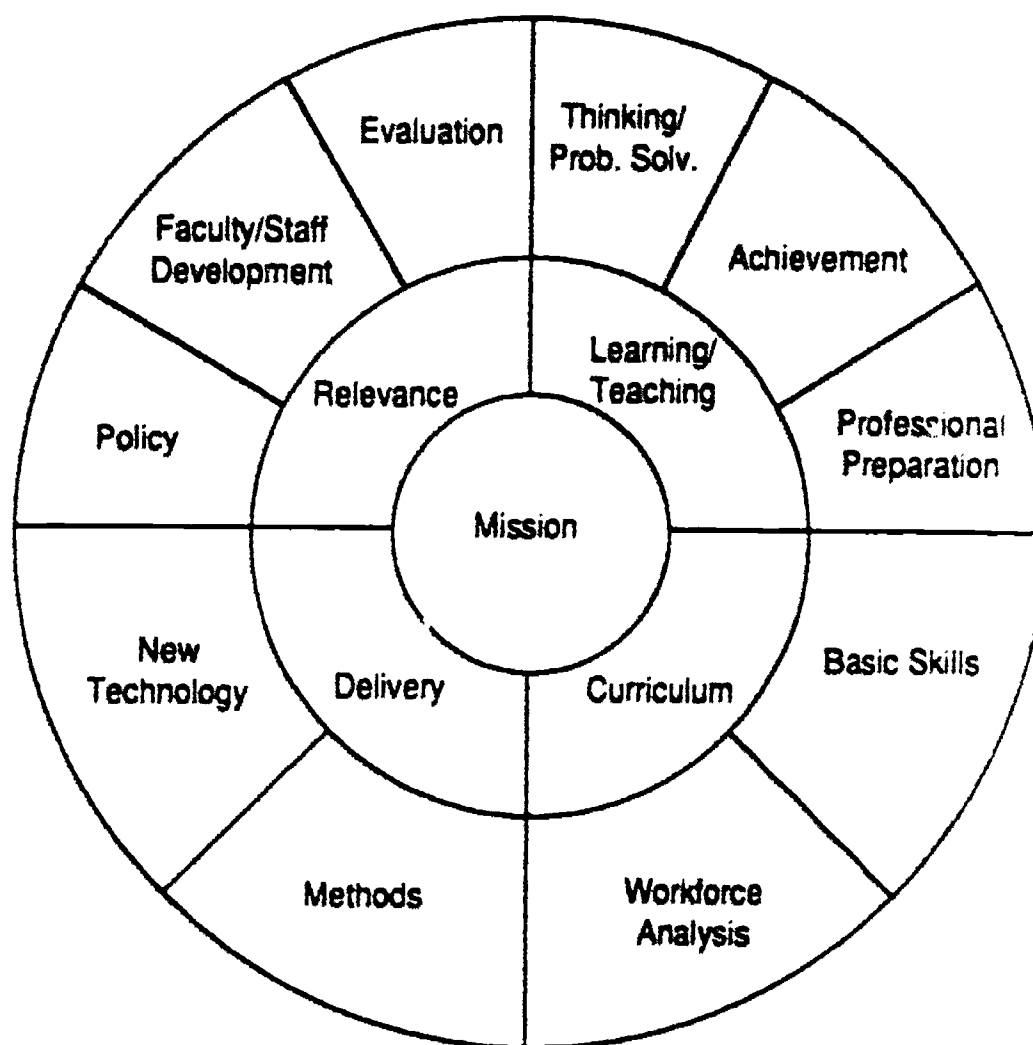 Evaluation
Thinking/
Prob. Solv.
Faculty/Staff
Development
Achievement
Learning/
Teaching
Relevance
Policy
Professional
Preparation
Mission
New
Technology
Delivery
Curriculum
Basic Skills
Methods
Workforce
Analysis